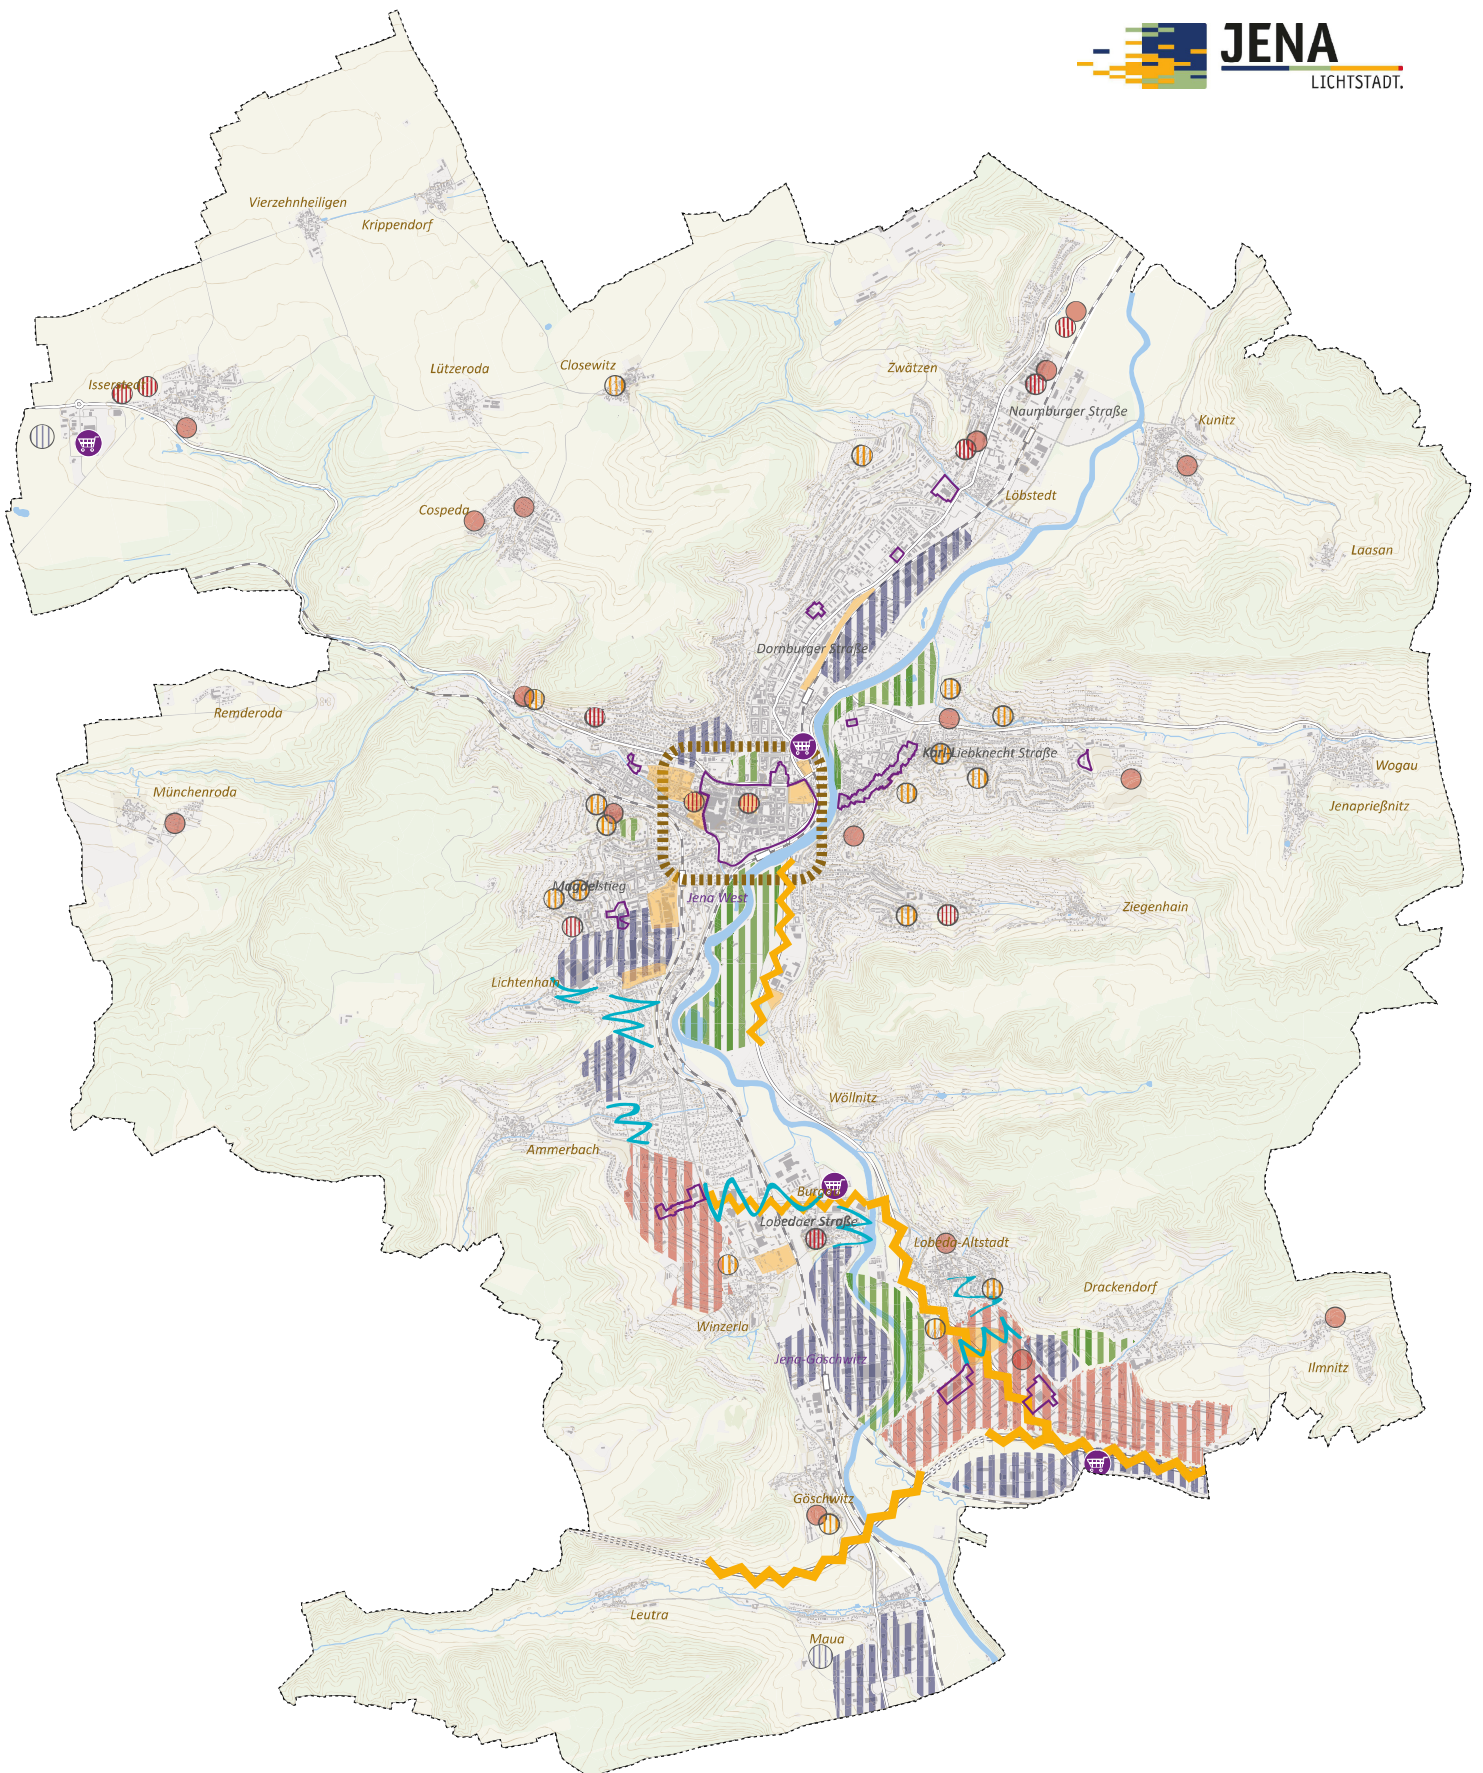 JENA
LICHTSTADT.
Vierzehnheiligen
Krippendorf
Isserstedt
Lützeroda
Closewitz
Zwätzen
Naumburger Straße
Kunitz
Cospeda
Löbstedt
Laasan
Dornburger Straße
Remderoda
Karl-Liebknecht Straße
Wogau
Münchenroda
Jenaprießnitz
Magdelstieg
Jena West
Ziegenhain
Lichtenhain
Wöllnitz
Ammerbach
Burgau
Lobedaer Straße
Lobeda-Altstadt
Drackendorf
Winzerla
Jena-Göschwitz
Ilmnitz
Göschwitz
Leutra
Maua